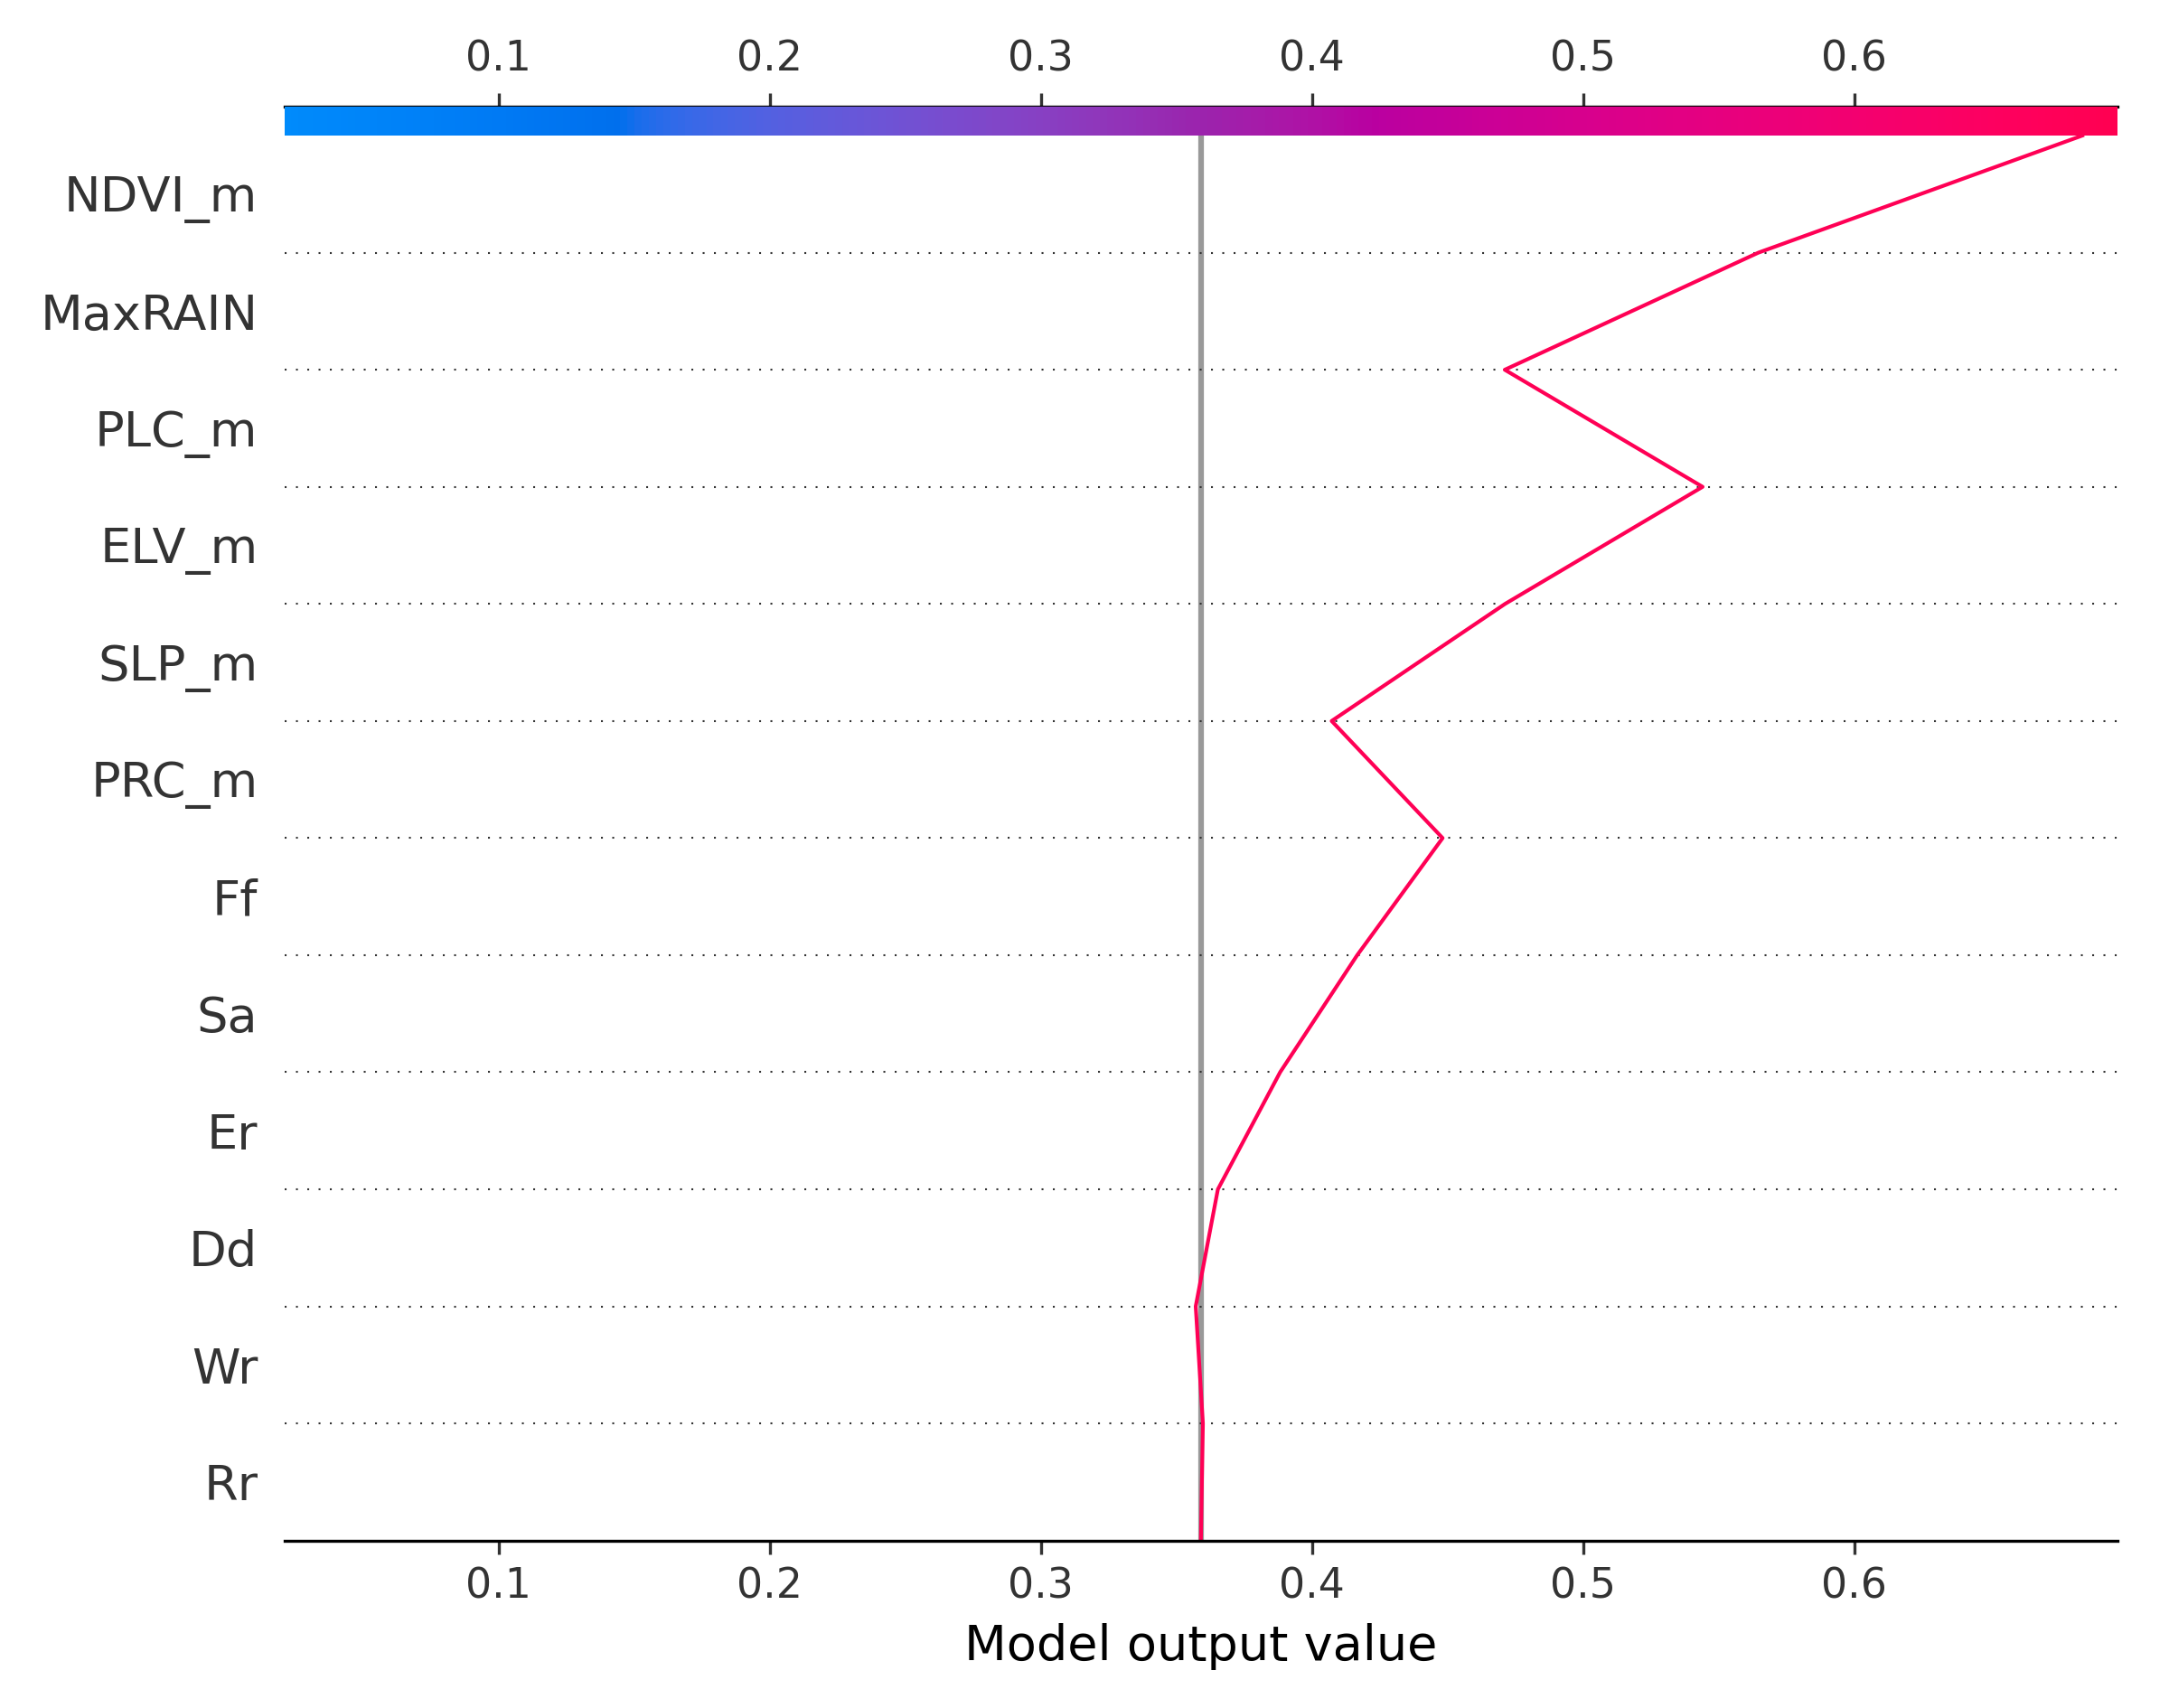 0.1 0.2 0.3 0.4 0.5 0.6
NDVI_m
MaxRAIN
PLC_m
ELV_m
SLP_m
PRC_m
Ff
Sa
Er
Dd
Wr
Rr
0.1 0.2 0.3 0.4 0.5 0.6
Model output value